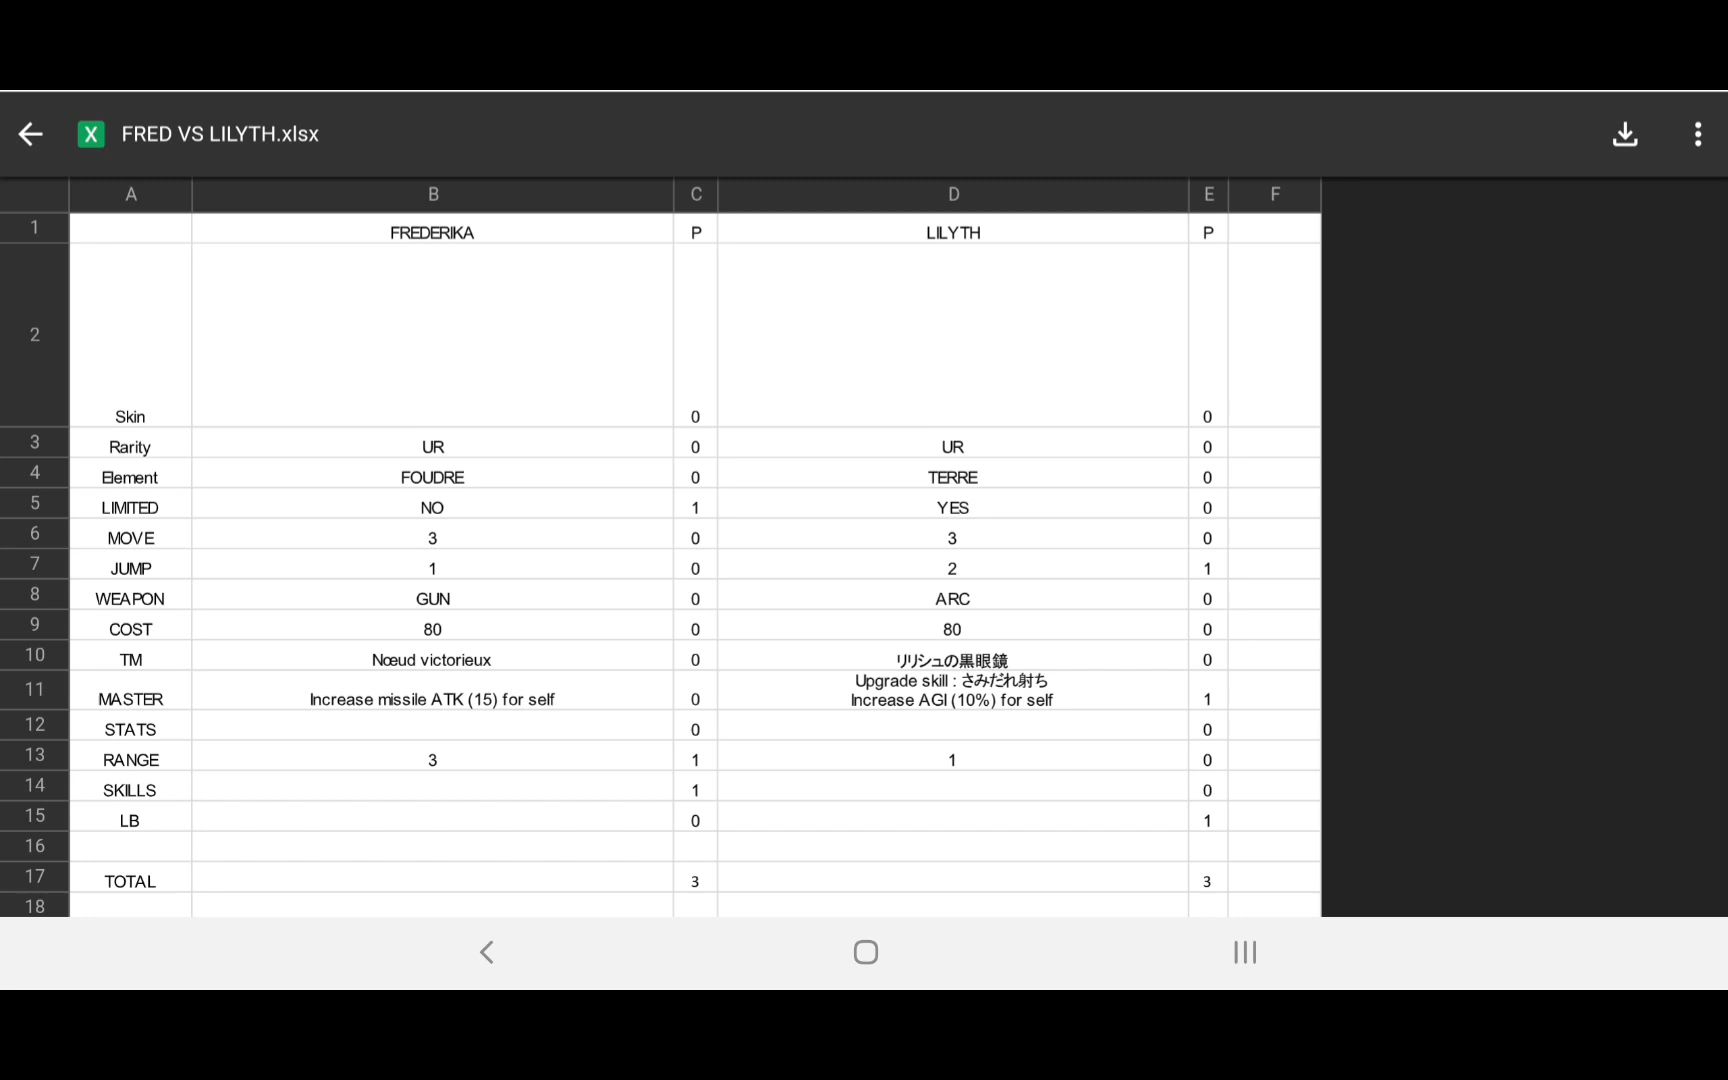 FRED VS LILYTH.xlsx
A B C D E F
1 FREDERIKA P LILYTH P
2 Skin 0 0
3 Rarity UR 0 UR 0
4 Element FOUDRE 0 TERRE 0
5 LIMITED NO 1 YES 0
6 MOVE 3 0 3 0
7 JUMP 1 0 2 1
8 WEAPON GUN 0 ARC 0
9 COST 80 0 80 0
10 TM Nœud victorieux 0 リリシュの黒眼鏡 0
Upgrade skill : さみだれ射ち
11 MASTER Increase missile ATK (15) for self 0 Increase AGI (10%) for self 1
12 STATS 0 0
13 RANGE 3 1 1 0
14 SKILLS 1 0
15 LB 0 1
16
17 TOTAL 3 3
18